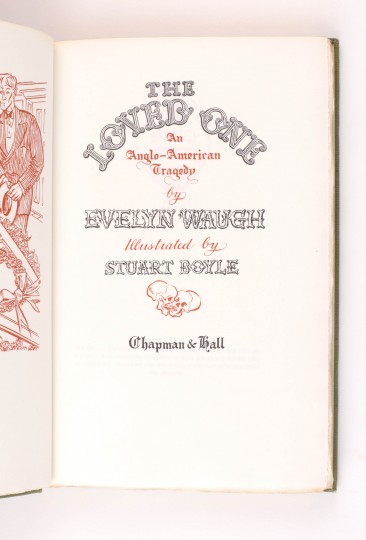 THE
LOVED ONE
An
Anglo-American
Tragedy
by
EVELYN WAUGH
Illustrated by
STUART BOYLE
Chapman & Hall